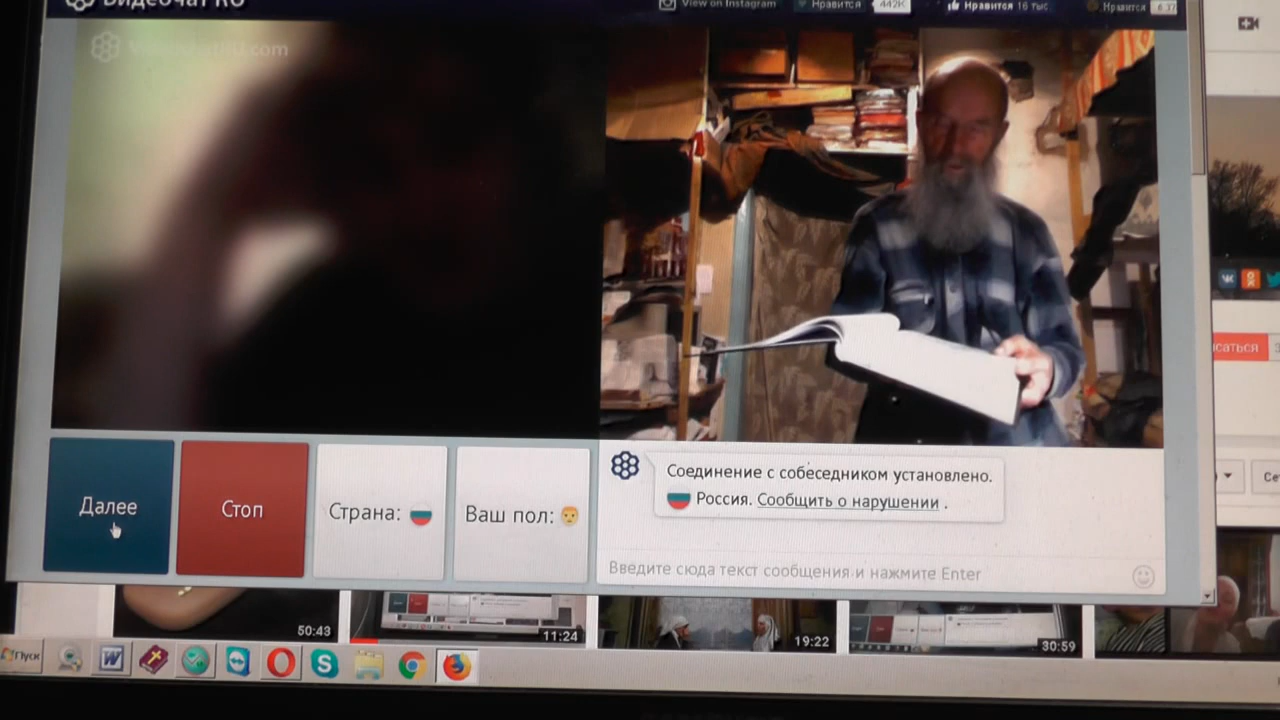 Видеочат RU
View on Instagram
Нравится
442K
Нравится 16 тыс.
Нравится
Далее
Стоп
Страна:
Ваш пол:
Соединение с собеседником установлено.
Россия. Сообщить о нарушении .
Введите сюда текст сообщения и нажмите Enter
50:43
11:24
19:22
30:59
Пуск